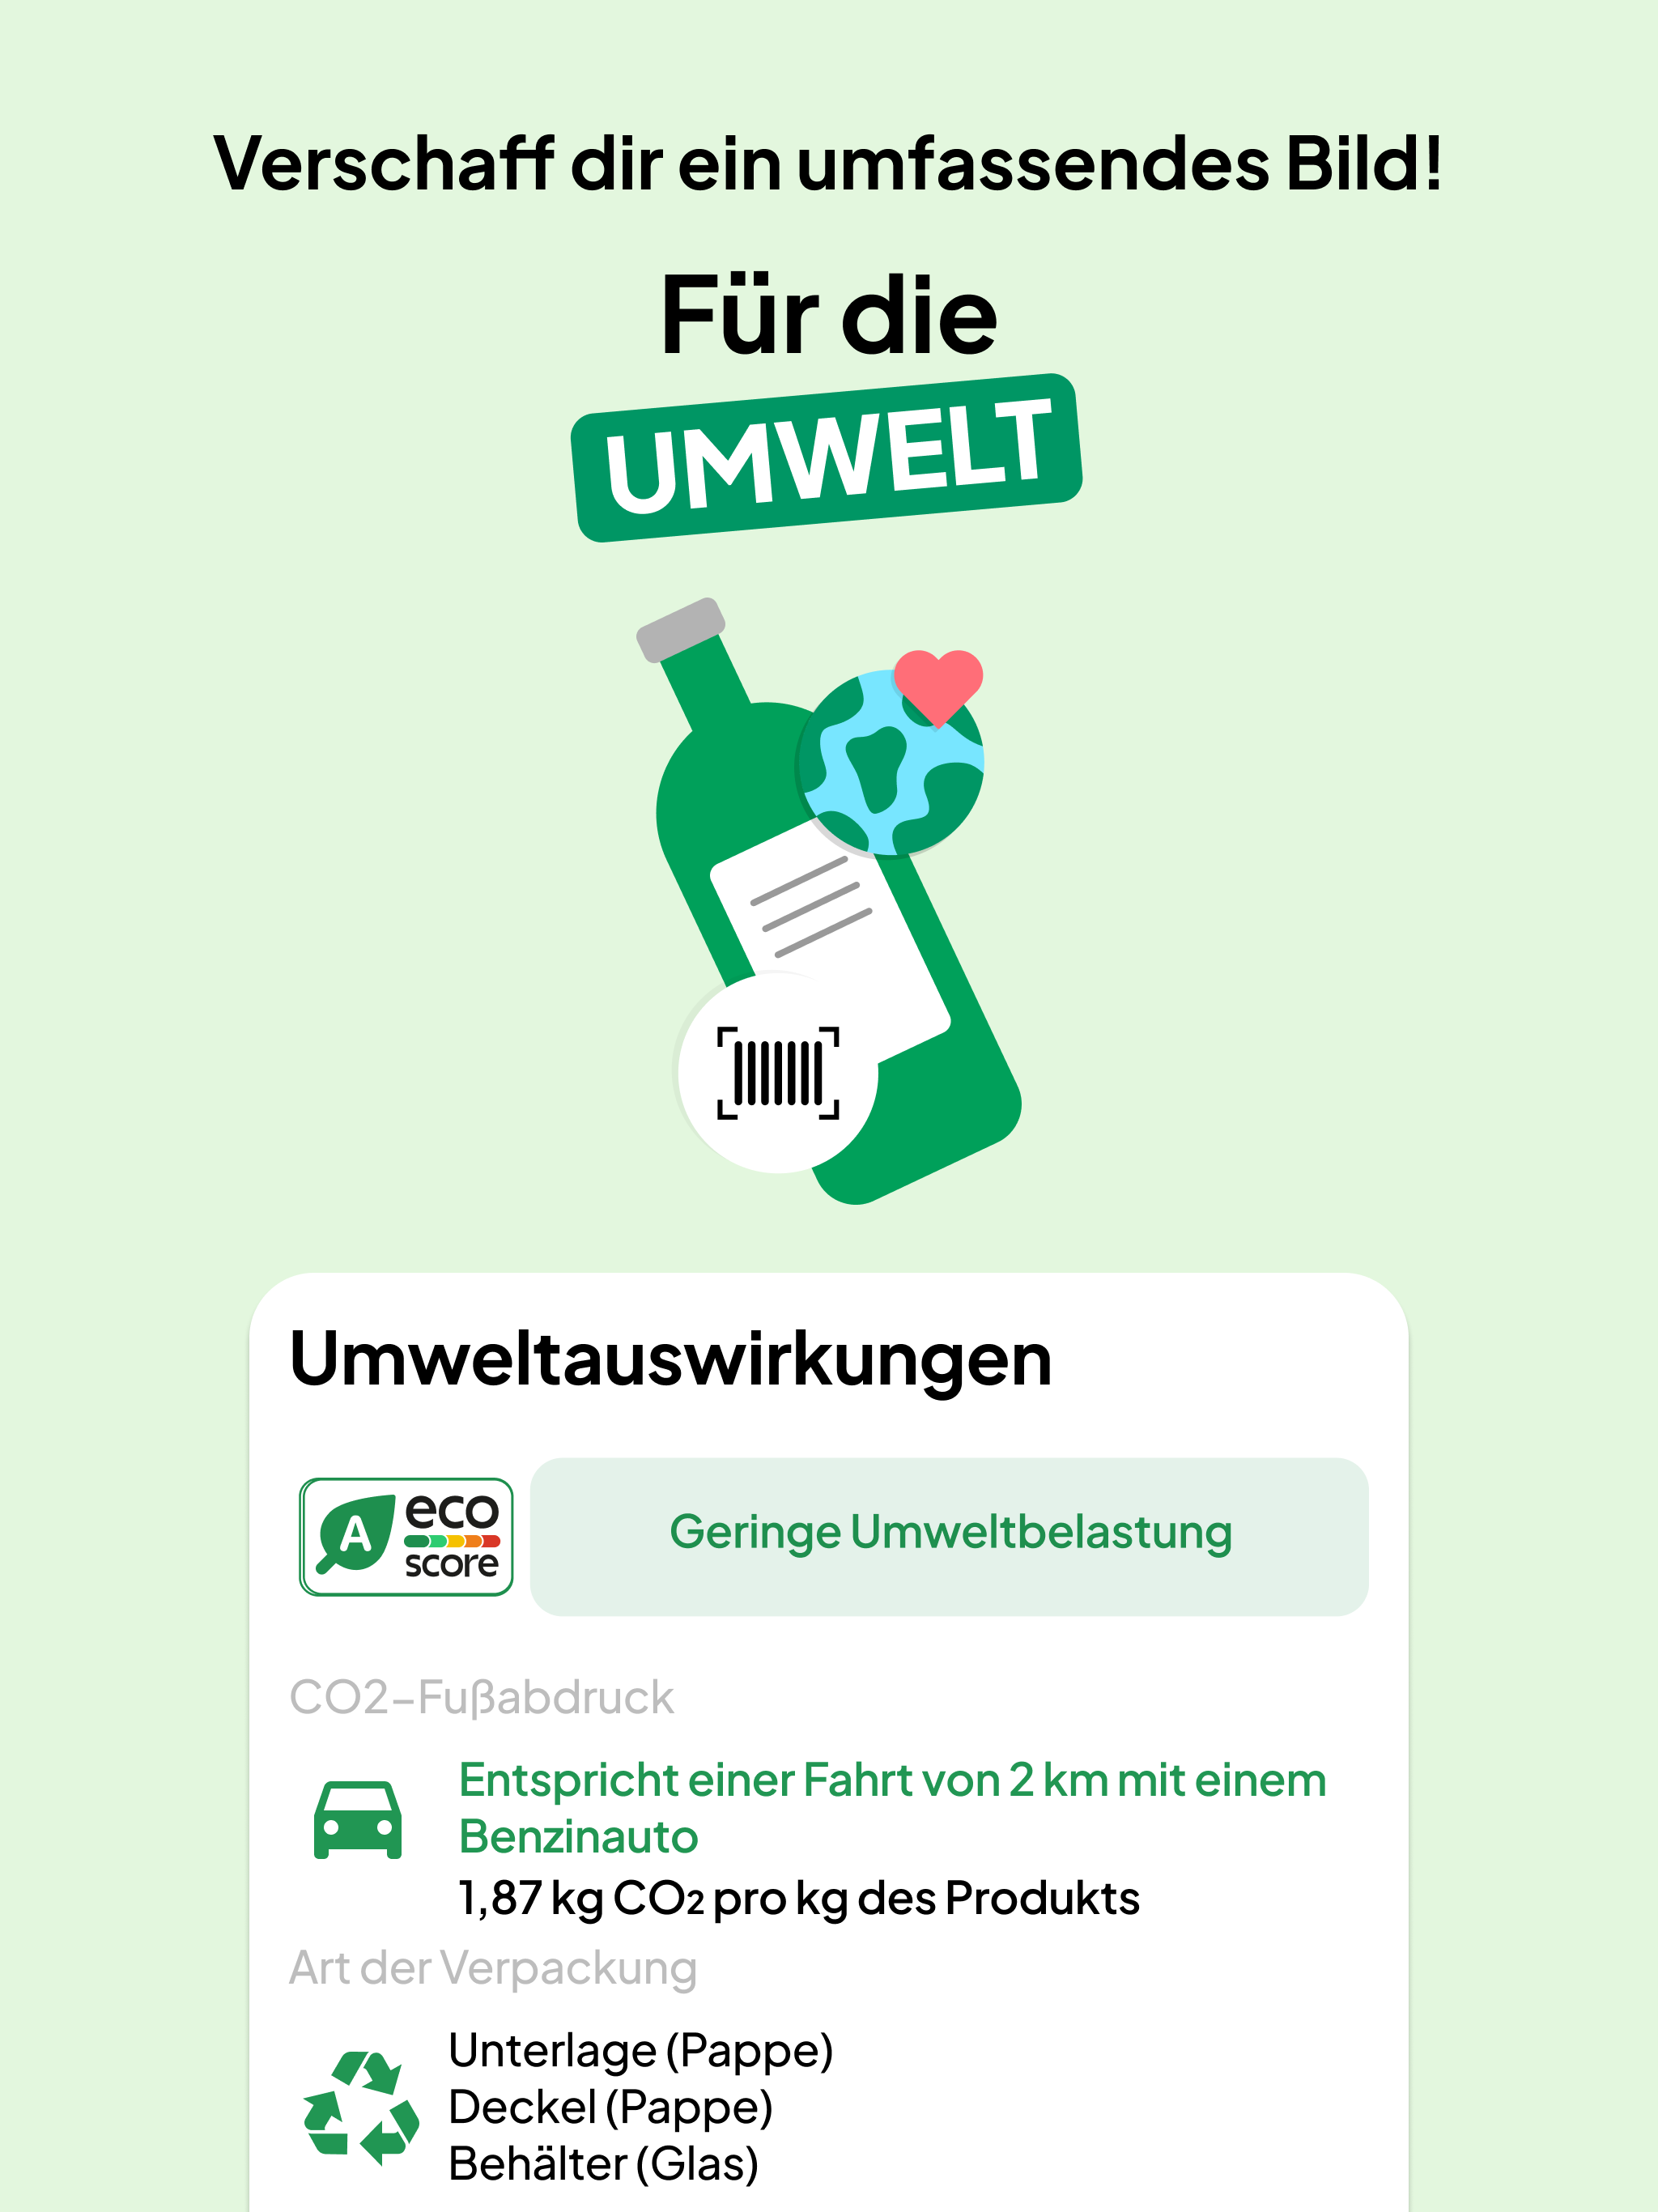 Verschaff dir ein umfassendes Bild!
Für die
UMWELT
Umweltauswirkungen
A
eco
score
Geringe Umweltbelastung
CO2–Fußabdruck
Entspricht einer Fahrt von 2 km mit einem
Benzinauto
1,87 kg CO₂ pro kg des Produkts
Art der Verpackung
Unterlage (Pappe)
Deckel (Pappe)
Behälter (Glas)